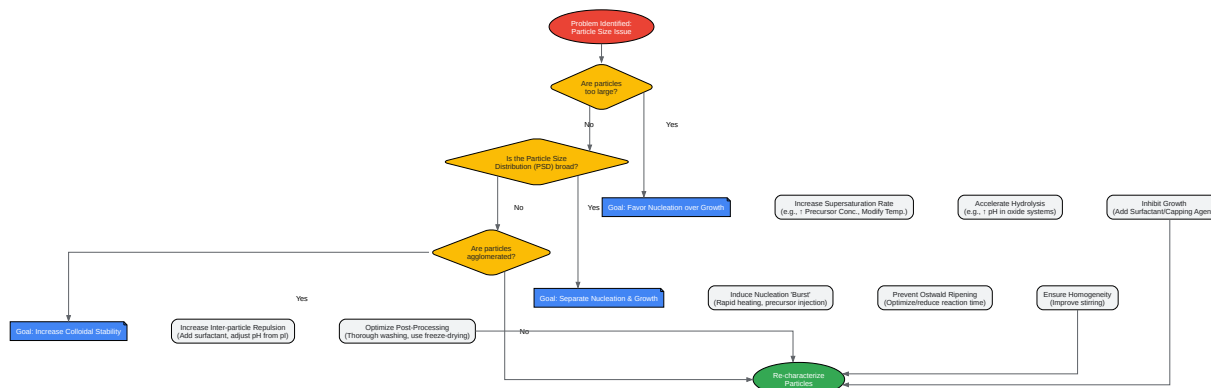 Problem Identified:
Particle Size Issue
Are particles
too large?
No
Yes
Is the Particle Size
Distribution (PSD) broad?
No
Yes
Goal: Favor Nucleation over Growth
Increase Supersaturation Rate
(e.g., ↑ Precursor Conc., Modify Temp.)
Accelerate Hydrolysis
(e.g., ↑ pH in oxide systems)
Inhibit Growth
(Add Surfactant/Capping Agen
Are particles
agglomerated?
Yes
Goal: Separate Nucleation & Growth
Induce Nucleation 'Burst'
(Rapid heating, precursor injection)
Prevent Ostwald Ripening
(Optimize/reduce reaction time)
Ensure Homogeneity
(Improve stirring)
Goal: Increase Colloidal Stability
Increase Inter-particle Repulsion
(Add surfactant, adjust pH from pI)
Optimize Post-Processing
(Thorough washing, use freeze-drying)
No
Re-characterize
Particles